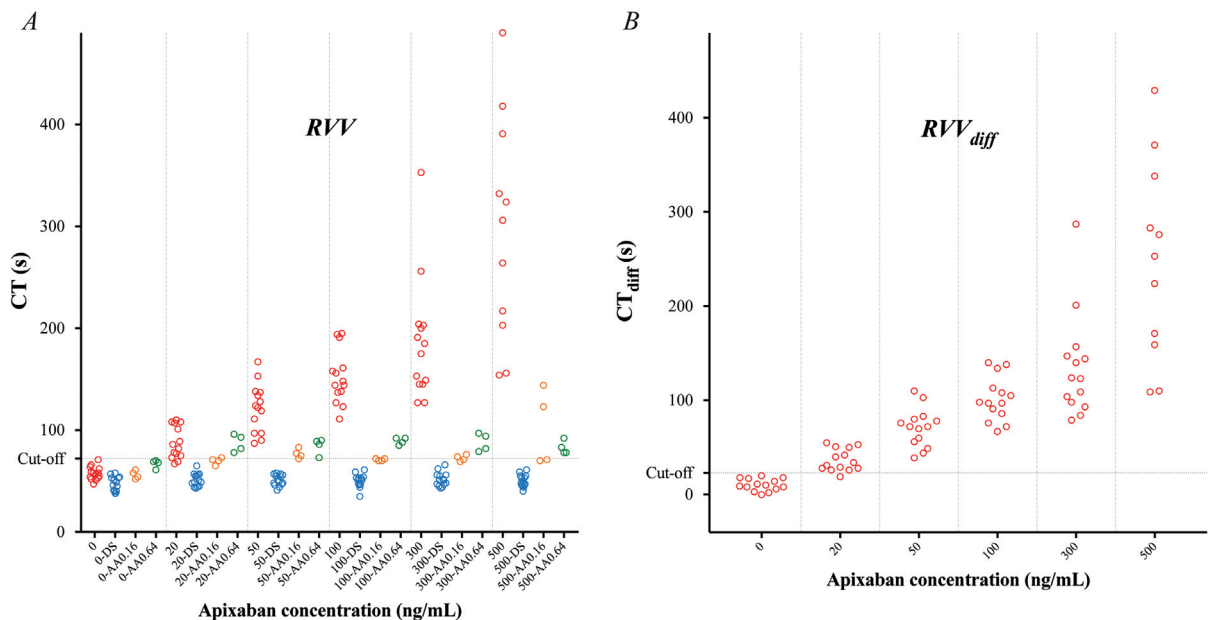 A
RVV
CT (s)
400
300
200
100
Cut-off
0
0
0-DS
0-AA0.16
0-AA0.64
20
20-DS
20-AA0.16
20-AA0.64
50
50-DS
50-AA0.16
50-AA0.64
100
100-DS
100-AA0.16
100-AA0.64
300
300-DS
300-AA0.16
300-AA0.64
500
500-DS
500-AA0.16
500-AA0.64
Apixaban concentration (ng/mL)
B
RVVdiff
CTdiff (s)
400
300
200
100
Cut-off
0
0
20
50
100
300
500
Apixaban concentration (ng/mL)